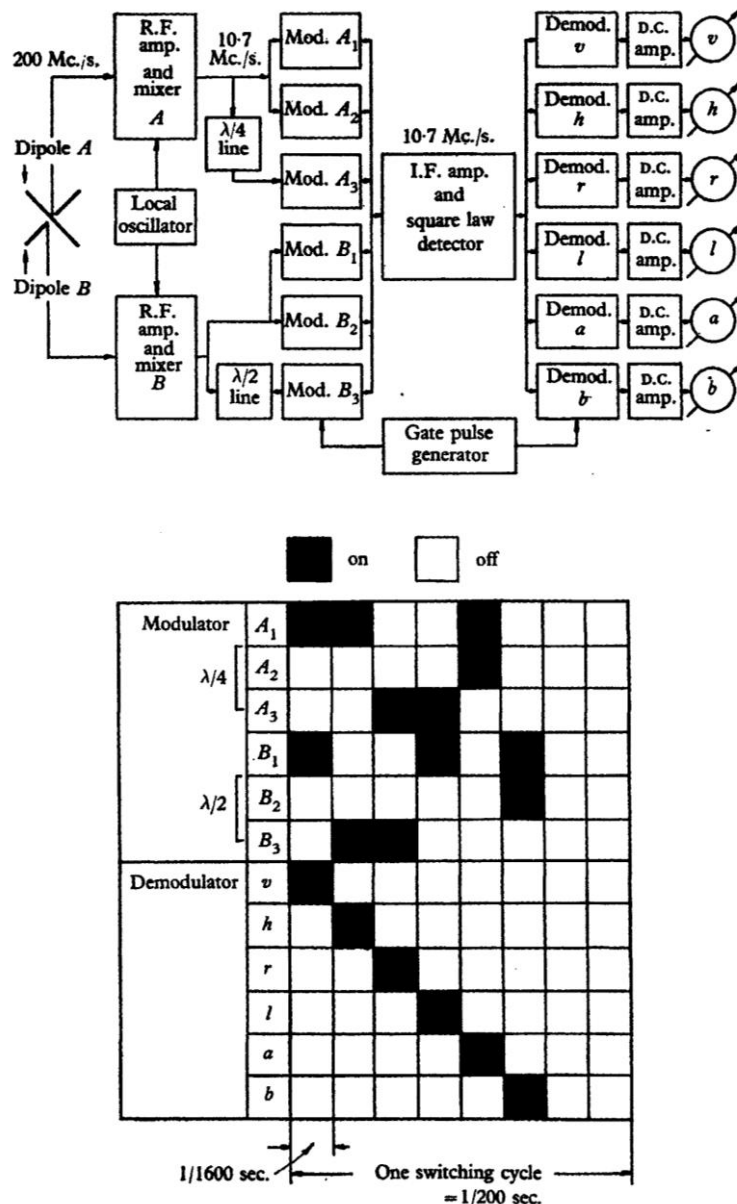 200 Mc./s.
R.F.
amp.
and
mixer
A
10·7
Mc./s.
λ/4
line
Dipole A
Local
oscillator
Dipole B
R.F.
amp.
and
mixer
B
λ/2
line
Mod. A1
Mod. A2
Mod. A3
Mod. B1
Mod. B2
Mod. B3
10·7 Mc./s.
I.F. amp.
and
square law
detector
Gate pulse
generator
Demod.
v
D.C.
amp.
v
Demod.
h
D.C.
amp.
h
Demod.
r
D.C.
amp.
r
Demod.
l
D.C.
amp.
l
Demod.
a
D.C.
amp.
a
Demod.
b
D.C.
amp.
b
on
off
Modulator
A1
λ/4
A2
A3
B1
λ/2
B2
B3
Demodulator
v
h
r
l
a
b
1/1600 sec.
One switching cycle
= 1/200 sec.